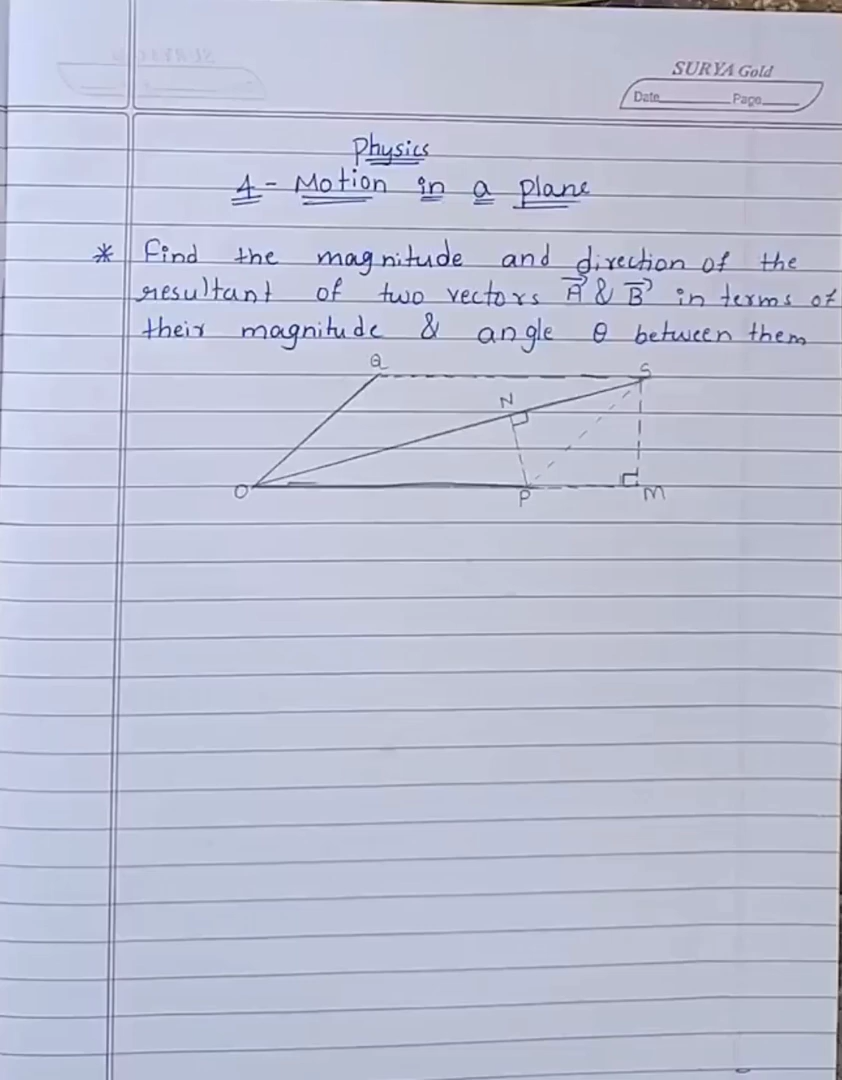 SURYA Gold
Date Page
Physics
4- Motion in a plane
* Find the magnitude and direction of the
resultant of two vectors A⃗ & B⃗ in terms of
their magnitude & angle θ between them
Q S
N
O P M